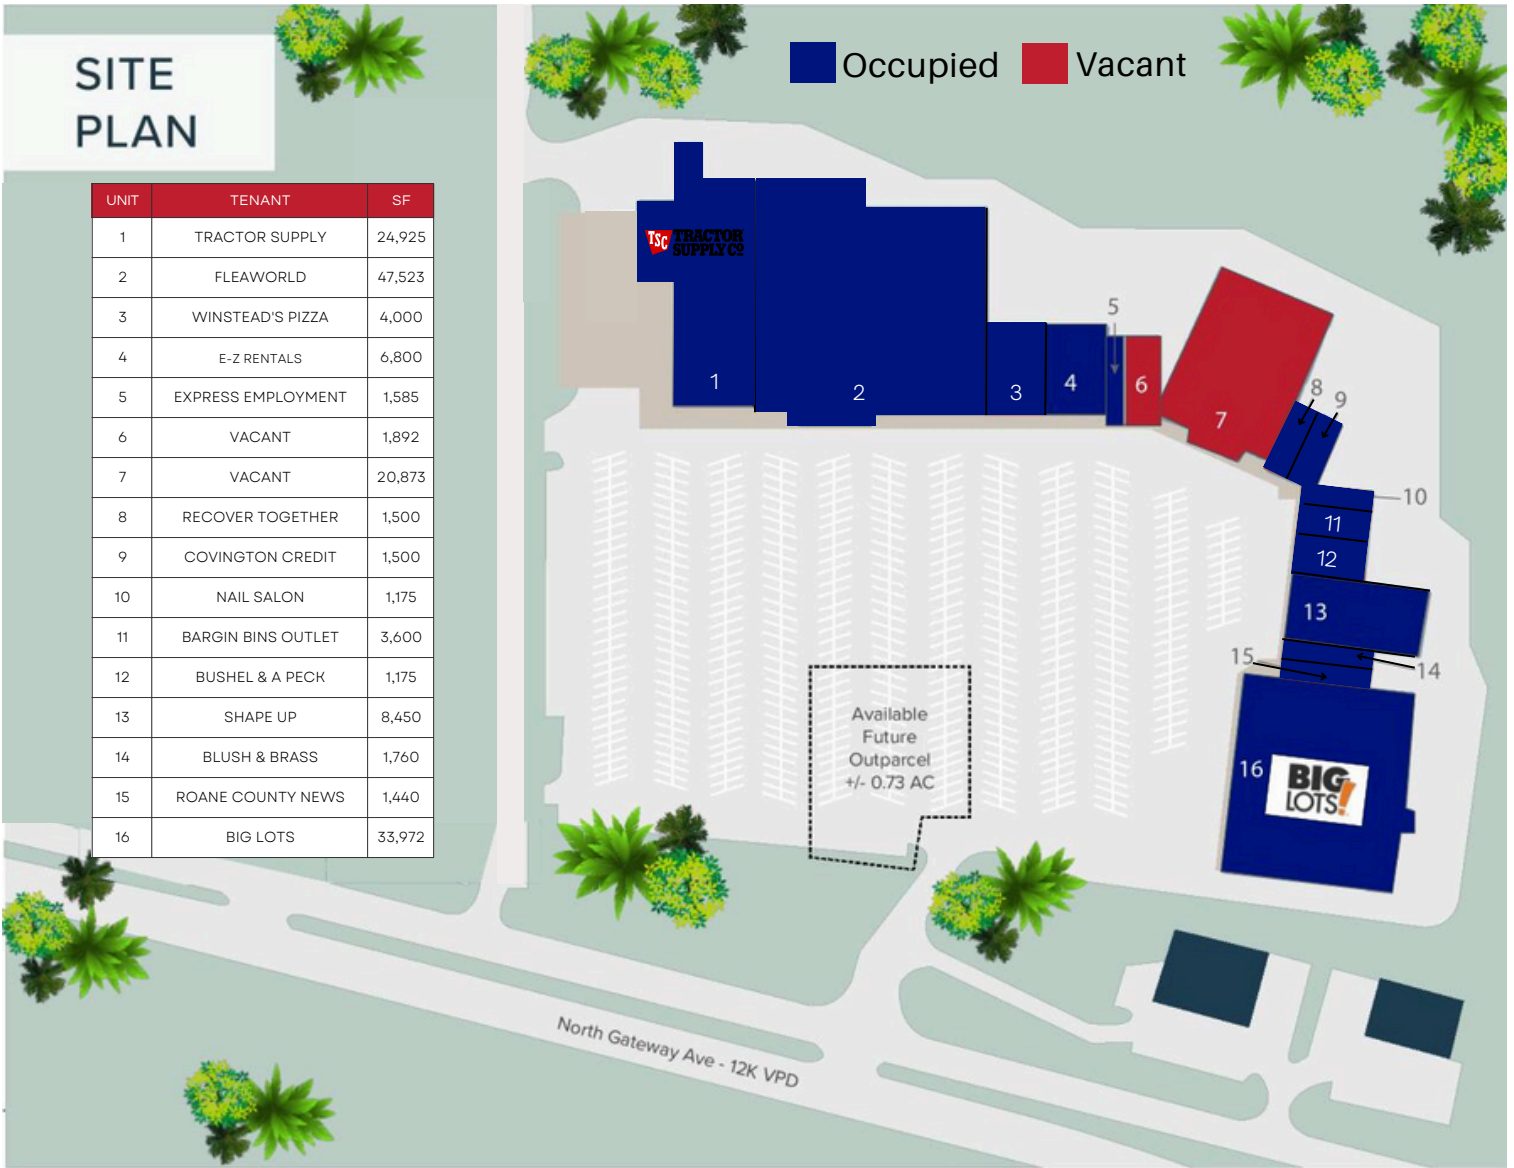 SITE
PLAN
Occupied
Vacant
UNIT TENANT SF
1 TRACTOR SUPPLY 24,925
2 FLEAWORLD 47,523
3 WINSTEAD'S PIZZA 4,000
4 E-Z RENTALS 6,800
5 EXPRESS EMPLOYMENT 1,585
6 VACANT 1,892
7 VACANT 20,873
8 RECOVER TOGETHER 1,500
9 COVINGTON CREDIT 1,500
10 NAIL SALON 1,175
11 BARGIN BINS OUTLET 3,600
12 BUSHEL & A PECK 1,175
13 SHAPE UP 8,450
14 BLUSH & BRASS 1,760
15 ROANE COUNTY NEWS 1,440
16 BIG LOTS 33,972
TSC TRACTOR
SUPPLY CO
1
2
3
4
5
6
7
8
9
10
11
12
13
14
15
16
BIG
LOTS!
Available
Future
Outparcel
+/- 0.73 AC
North Gateway Ave - 12K VPD